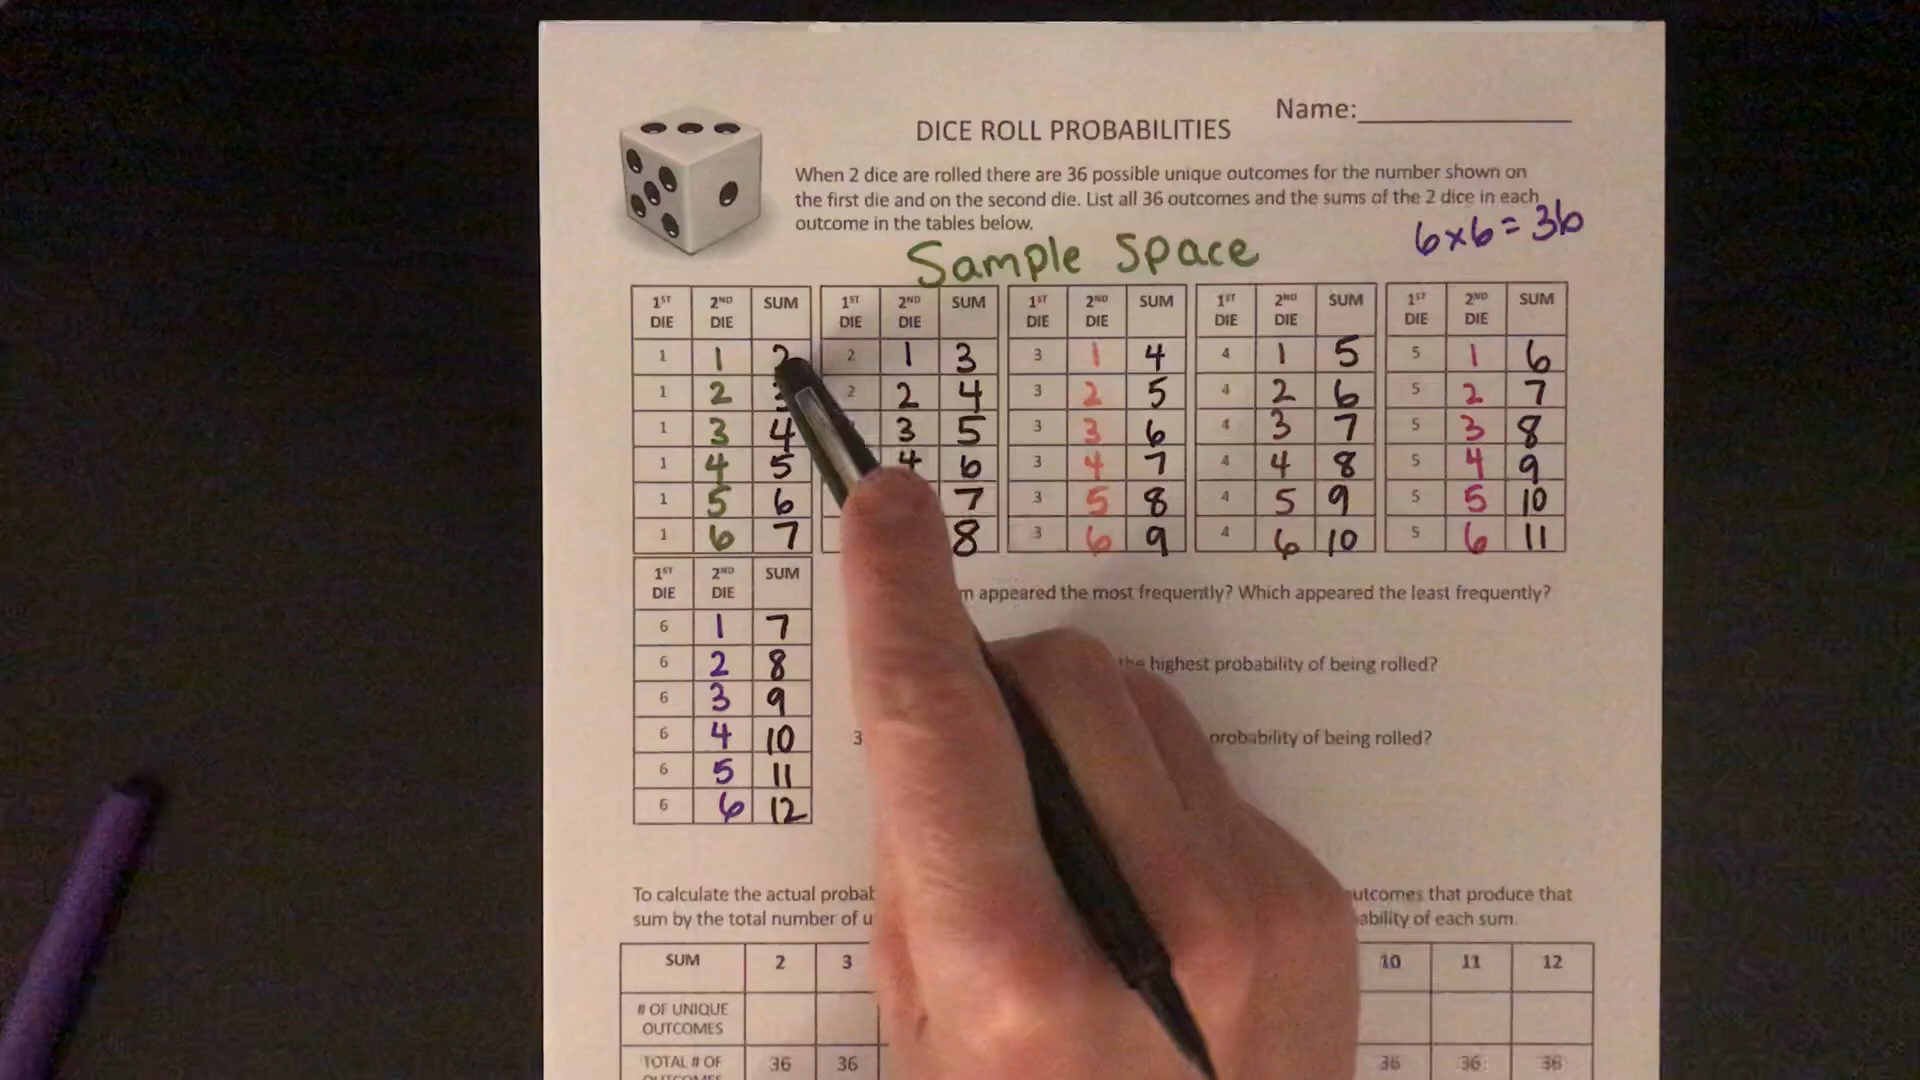 Name:
DICE ROLL PROBABILITIES
When 2 dice are rolled there are 36 possible unique outcomes for the number shown on
the first die and on the second die. List all 36 outcomes and the sums of the 2 dice in each
outcome in the tables below.
6x6=36
Sample Space
1ST DIE 2ND DIE SUM 1ST DIE 2ND DIE SUM 1ST DIE 2ND DIE SUM 1ST DIE 2ND DIE SUM 1ST DIE 2ND DIE SUM
1 1 2 2 1 3 3 1 4 4 1 5 5 1 6
1 2 3 2 2 4 3 2 5 4 2 6 5 2 7
1 3 4 3 5 3 3 6 4 3 7 5 3 8
1 4 5 4 6 3 4 7 4 4 8 5 4 9
1 5 6 7 3 5 8 4 5 9 5 5 10
1 6 7 8 3 6 9 4 6 10 5 6 11
1ST DIE 2ND DIE SUM
6 1 7
6 2 8
6 3 9
6 4 10
6 5 11
6 6 12
appeared the most frequently? Which appeared the least frequently?
the highest probability of being rolled?
3 probability of being rolled?
To calculate the actual outcomes that produce that
sum by the total number of of each sum.
SUM 2 3 10 11 12
# OF UNIQUE
OUTCOMES
TOTAL # OF 36 36 36 36 36
OUTCOMES